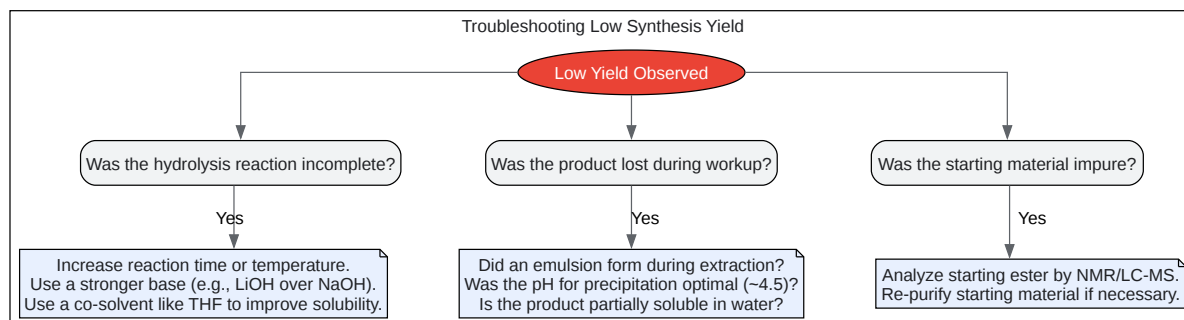 Troubleshooting Low Synthesis Yield
Low Yield Observed
Was the hydrolysis reaction incomplete?
Was the product lost during workup?
Was the starting material impure?
Yes
Yes
Yes
Increase reaction time or temperature.
Use a stronger base (e.g., LiOH over NaOH).
Use a co-solvent like THF to improve solubility.
Did an emulsion form during extraction?
Was the pH for precipitation optimal (~4.5)?
Is the product partially soluble in water?
Analyze starting ester by NMR/LC-MS.
Re-purify starting material if necessary.